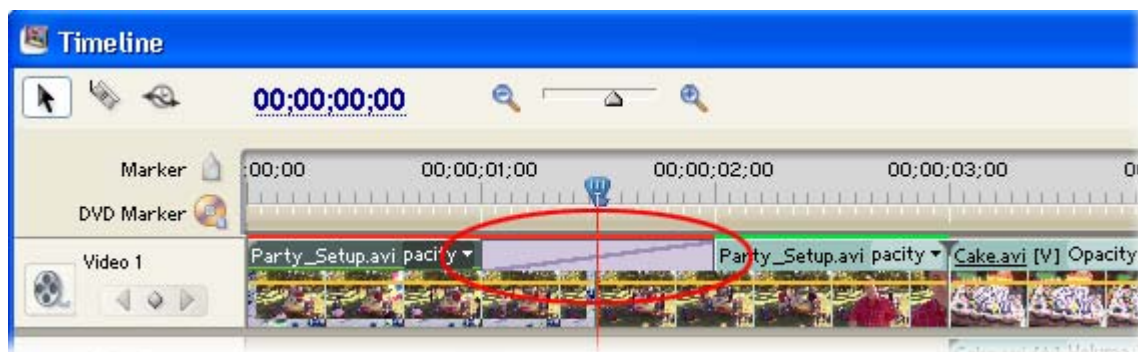 Timeline
00;00;00;00
Marker
:00;00 00;00;01;00 00;00;02;00 00;00;03;00
DVD Marker
Video 1
Party_Setup.avi pacity Party_Setup.avi pacity Cake.avi [V] Opacity